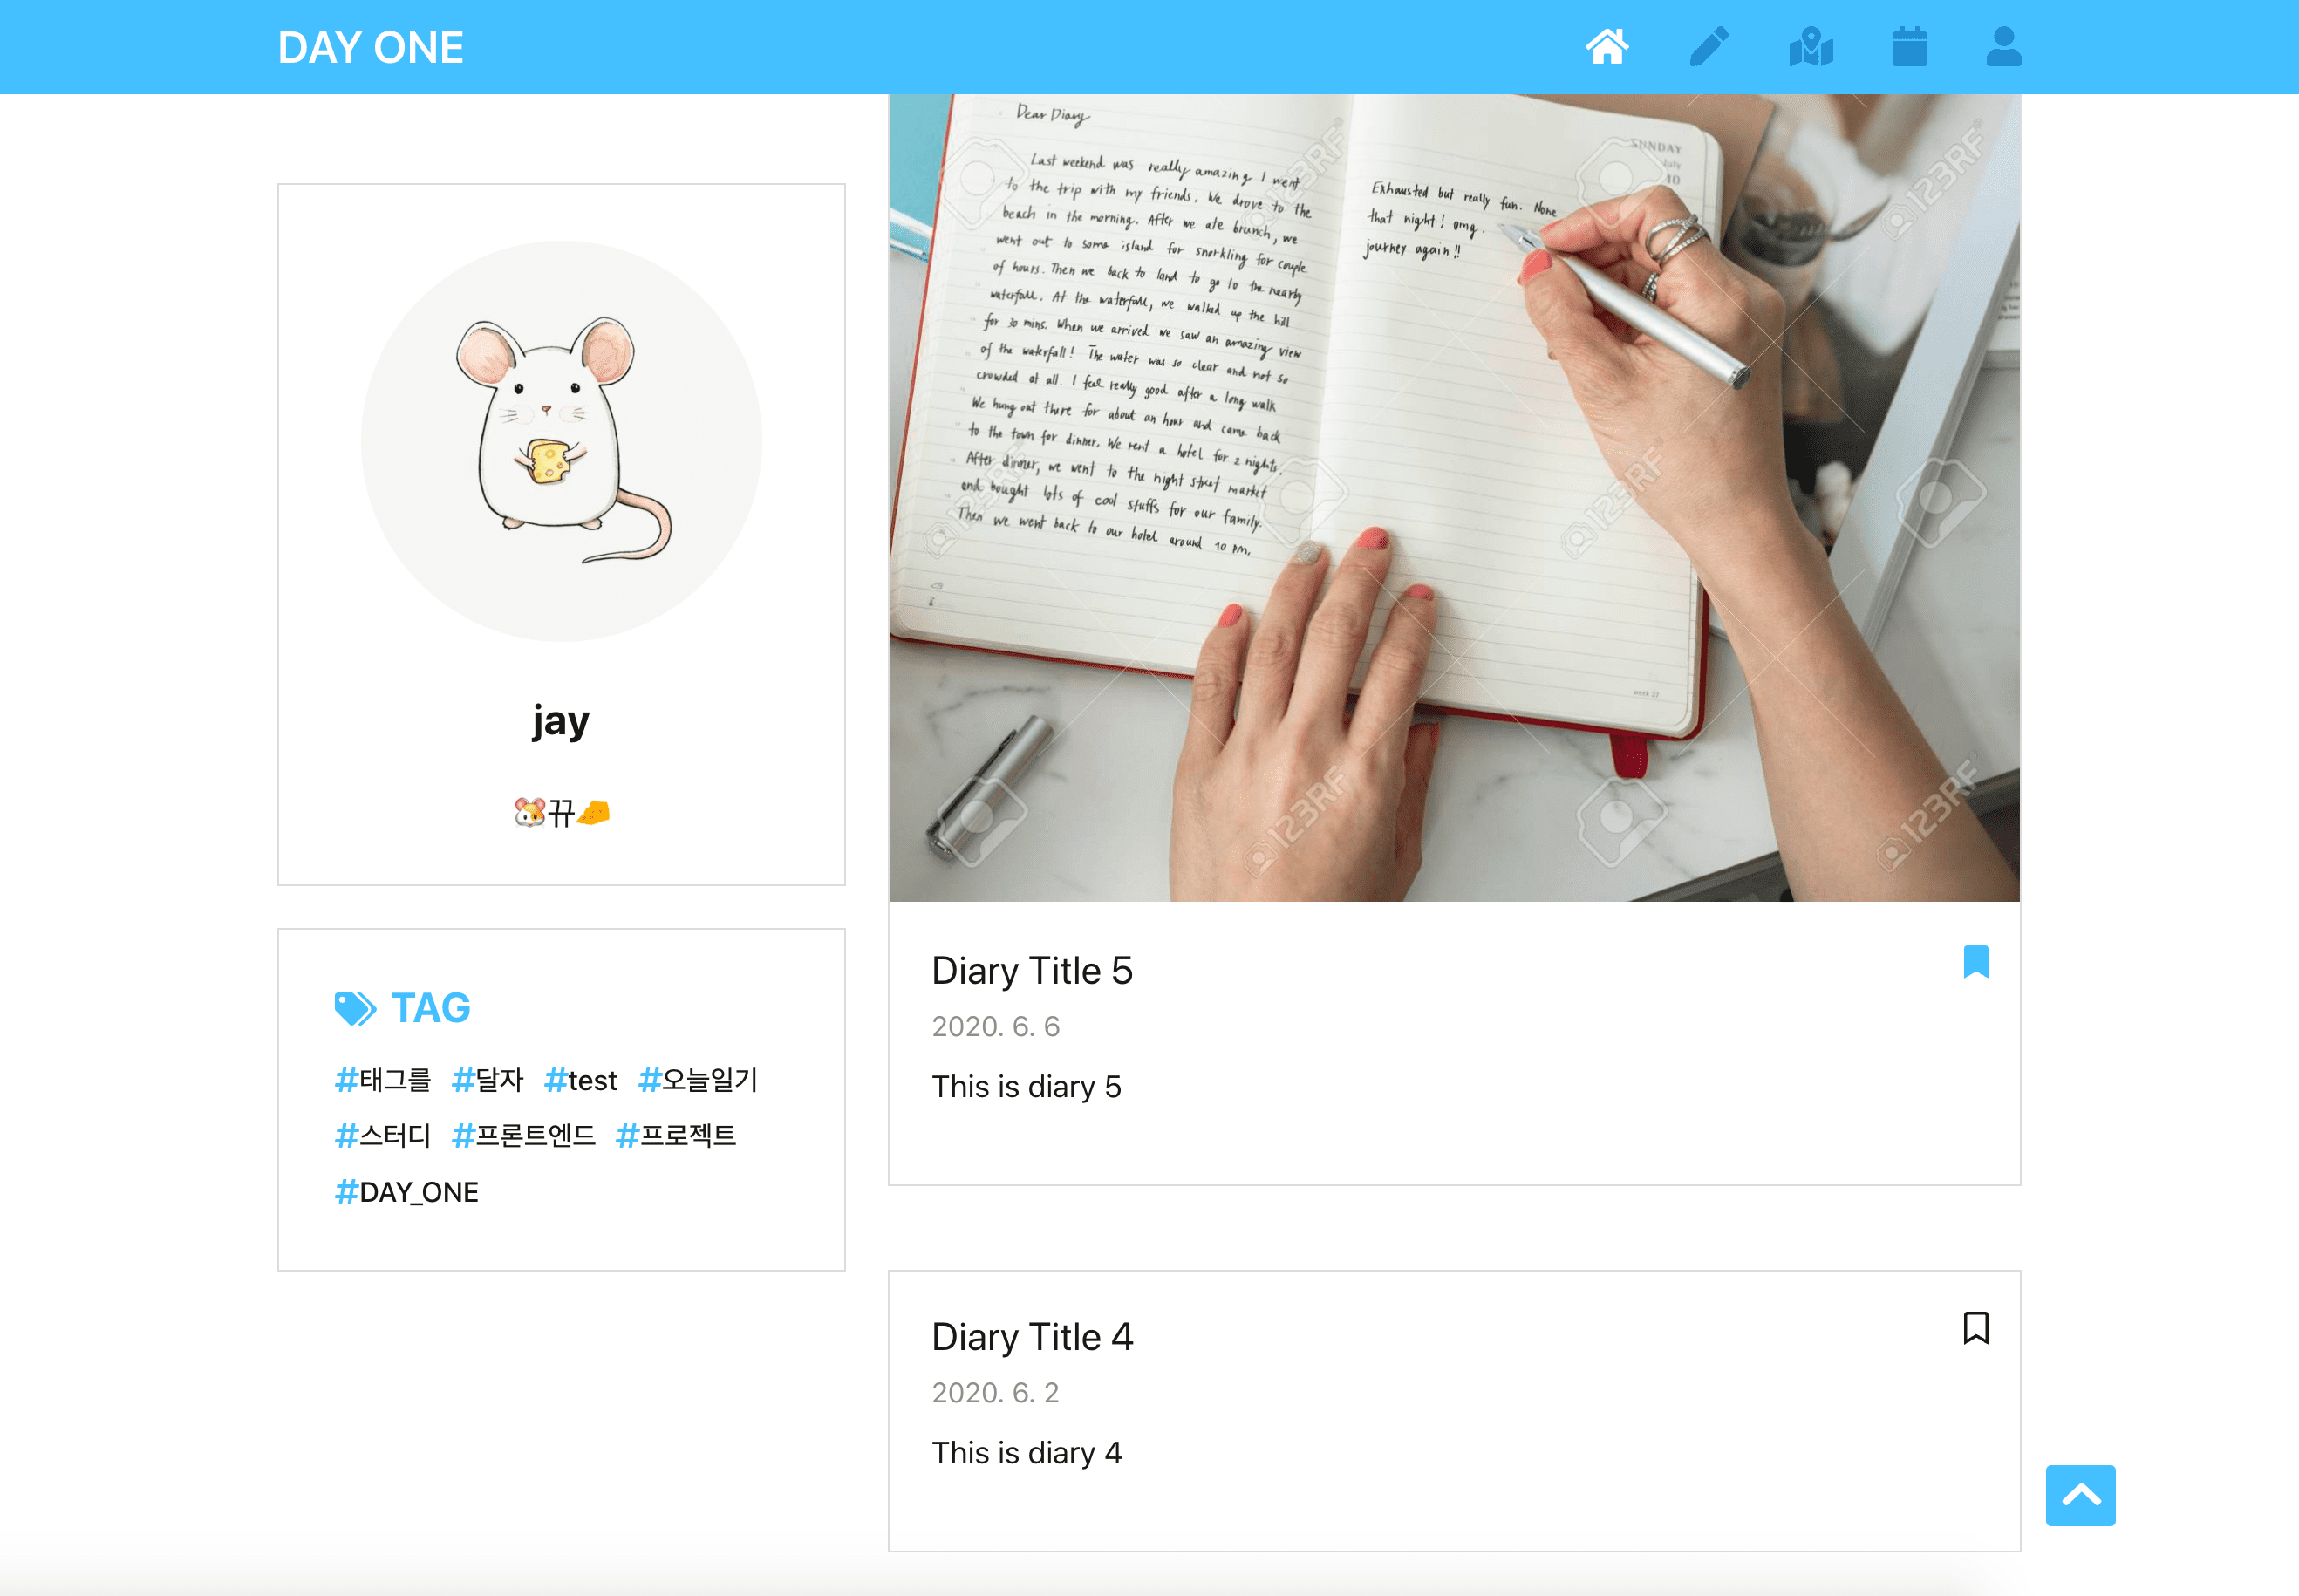 DAY ONE
jay
🐹뀨🧀
TAG
#태그를 #달자 #test #오늘일기
#스터디 #프론트엔드 #프로젝트
#DAY_ONE
Dear Diary
Last weekend was really amazing I went
to the trip with my friends. We drove to the
beach in the morning. After we ate brunch, we
went out to some island for snorkling for couple
of hours. Then we back to land to go to the nearby
waterfall. At the waterfall, we walked up the hill
for 30 mins. When we arrived we saw an amazing view
of the waterfall! The water was so clear and not so
crowded at all. I feel really good after a long walk
We hung out there for about an hour and came back
to the town for dinner. We rent a hotel for 2 nights.
After dinner, we went to the night street market
and bought lots of cool stuffs for our family.
Then we went back to our hotel around 10 pm.
SUNDAY
July
10
Exhausted but really fun. None
that night! omg.
journey again!!
week 27
123RF
123RF
123RF
123RF
123RF
123RF
Diary Title 5
2020. 6. 6
This is diary 5
Diary Title 4
2020. 6. 2
This is diary 4